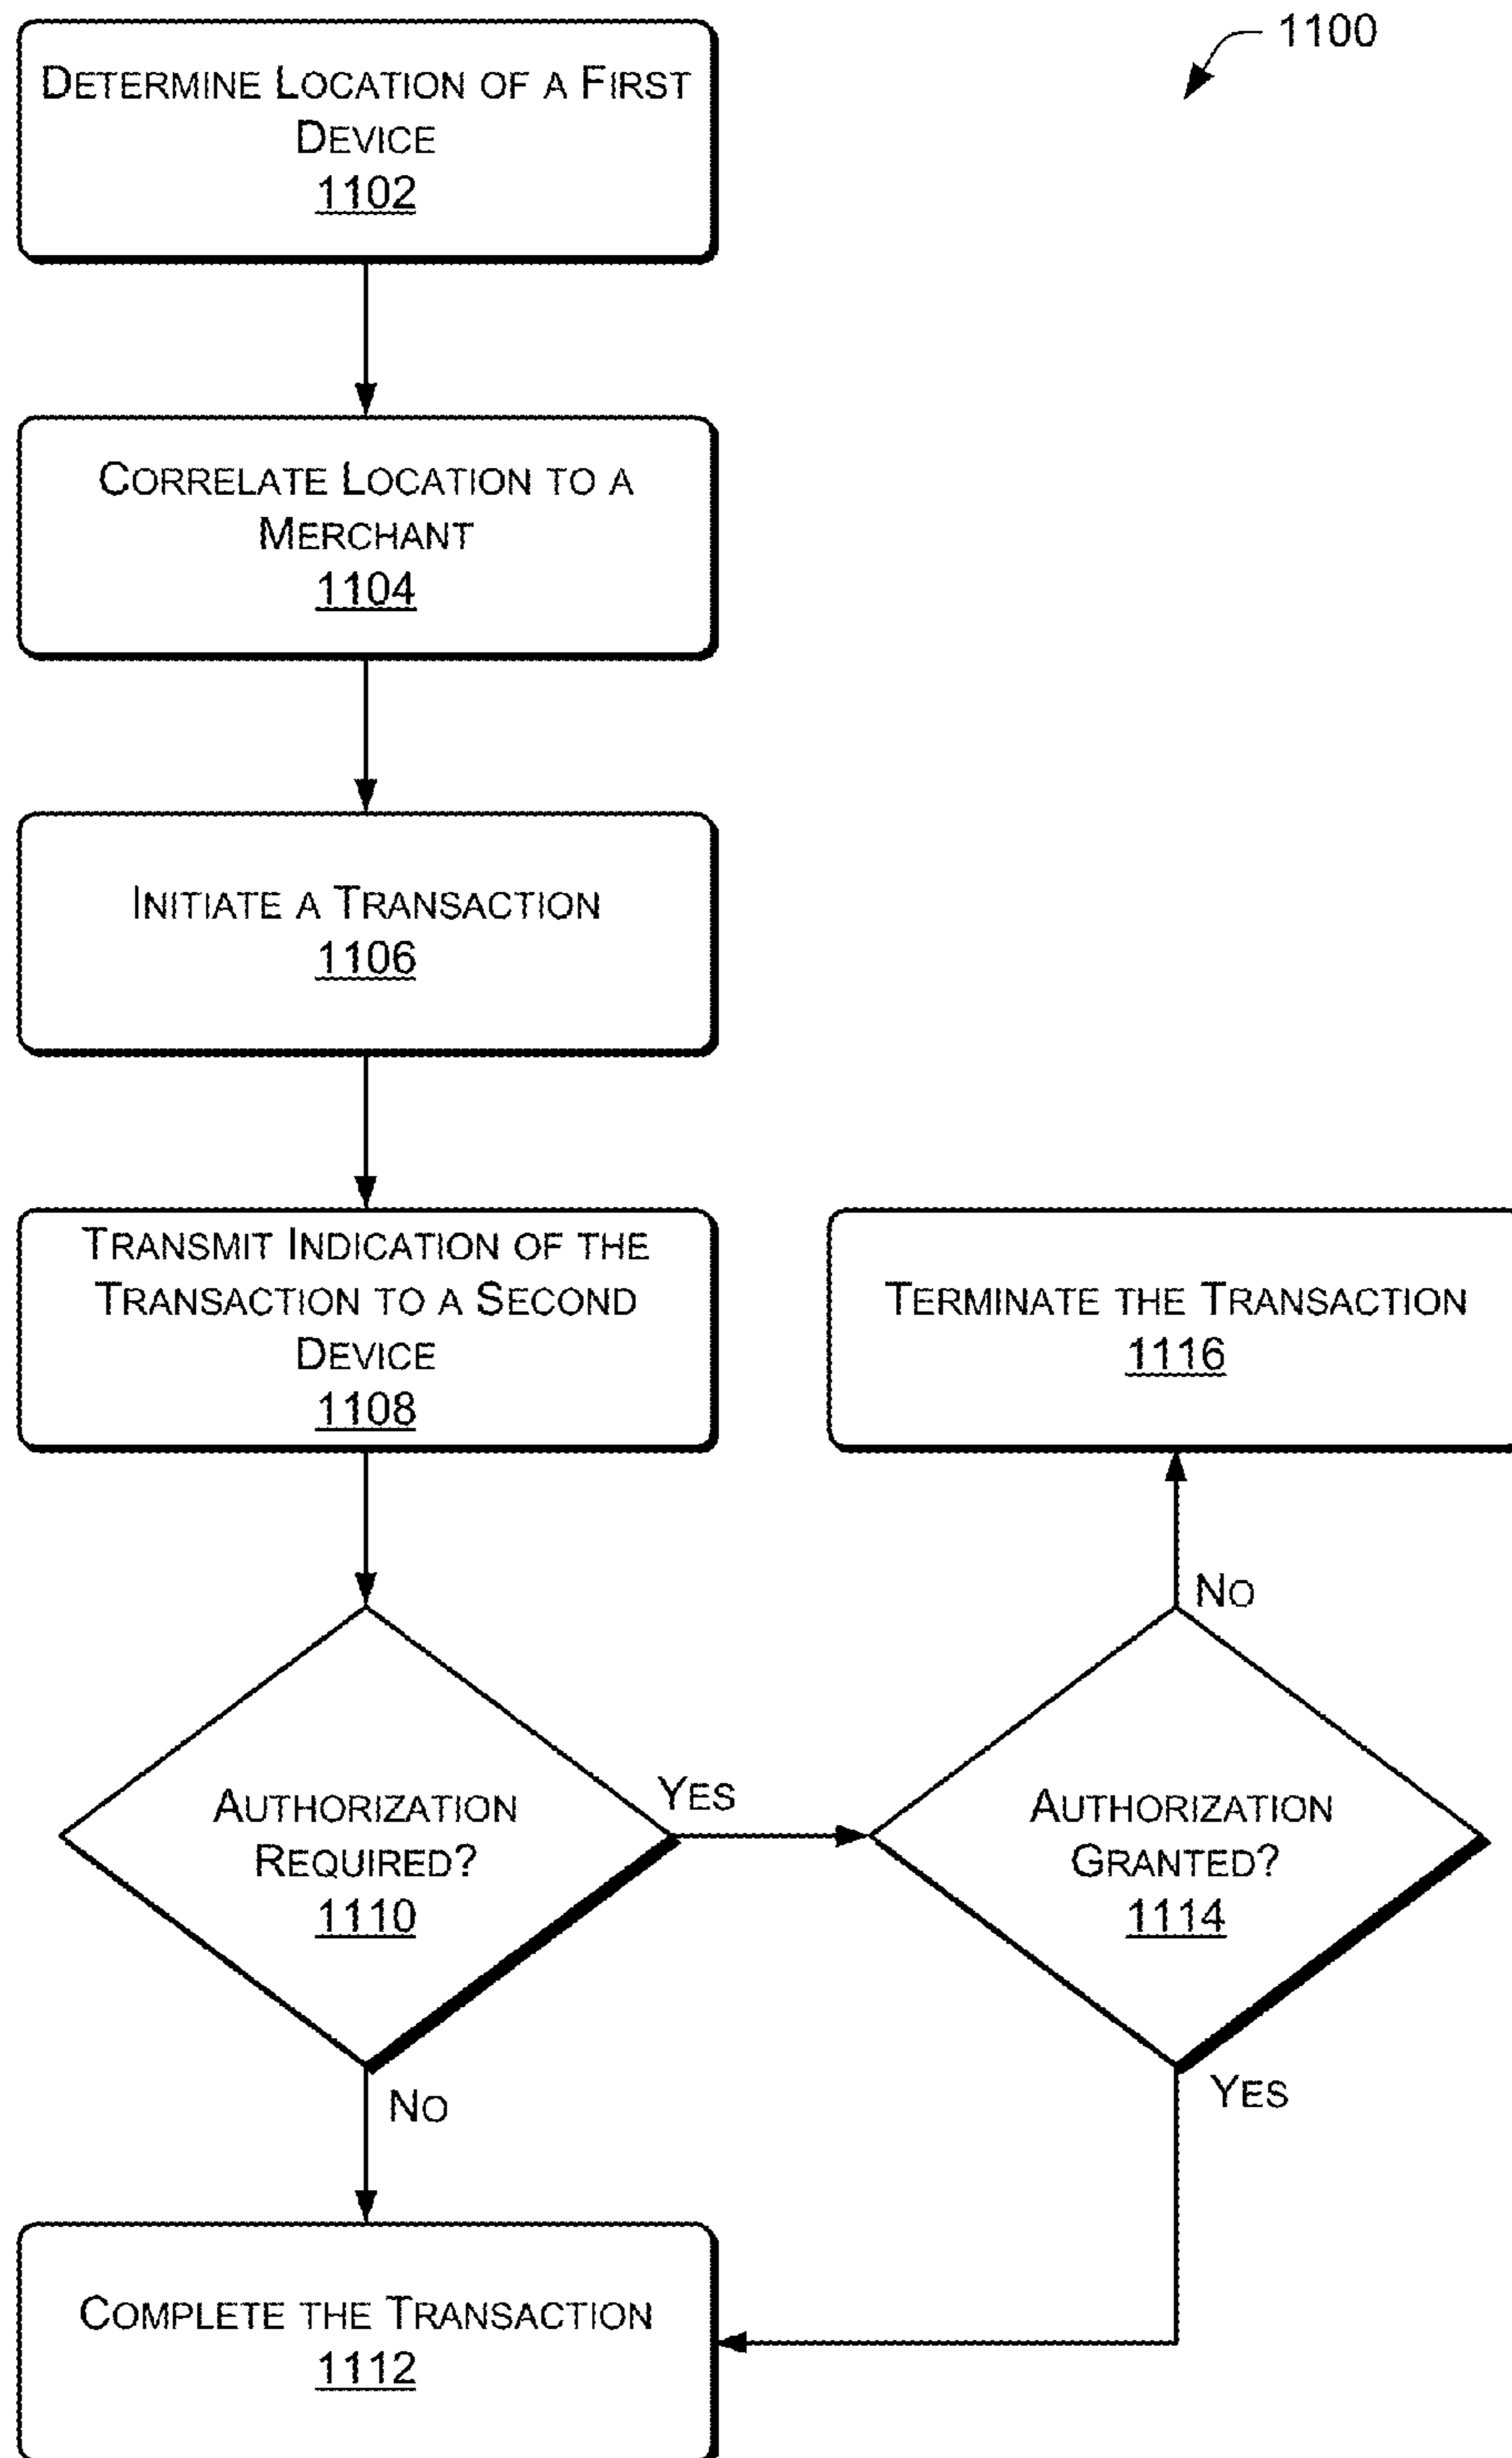 1100
DETERMINE LOCATION OF A FIRST
DEVICE
1102
CORRELATE LOCATION TO A
MERCHANT
1104
INITIATE A TRANSACTION
1106
TRANSMIT INDICATION OF THE
TRANSACTION TO A SECOND
DEVICE
1108
TERMINATE THE TRANSACTION
1116
NO
AUTHORIZATION
REQUIRED?
1110
YES
AUTHORIZATION
GRANTED?
1114
NO
YES
COMPLETE THE TRANSACTION
1112